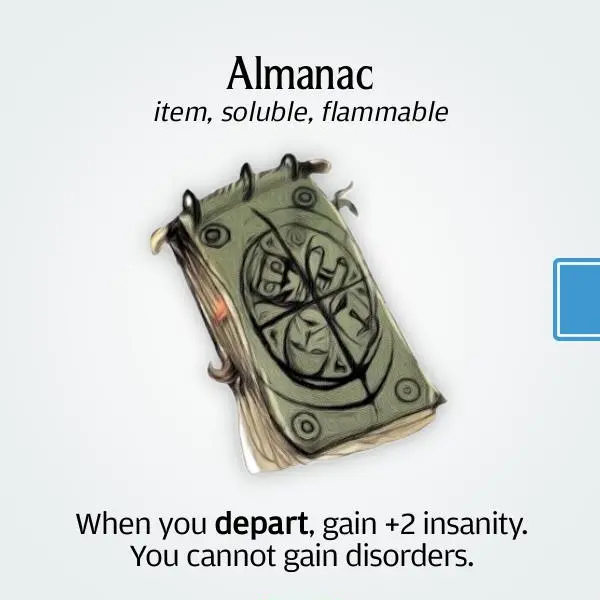 Almanac
item, soluble, flammable
When you depart, gain +2 insanity.
You cannot gain disorders.